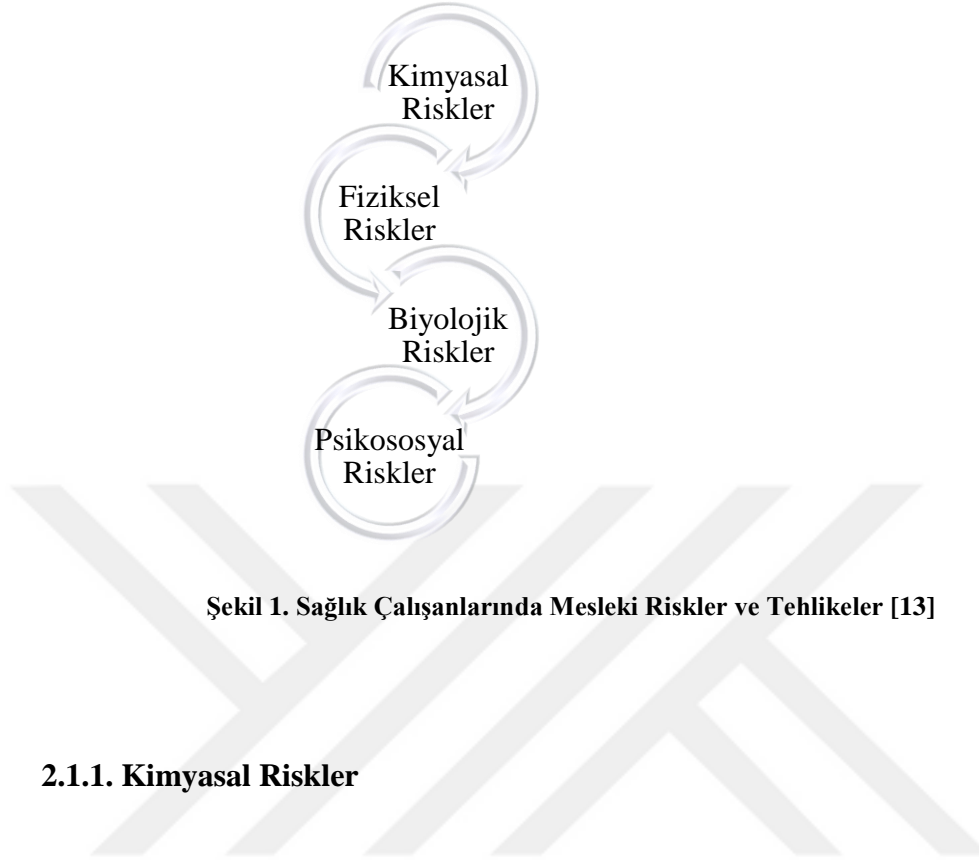 Kimyasal
Riskler
Fiziksel
Riskler
Biyolojik
Riskler
Psikososyal
Riskler
Şekil 1. Sağlık Çalışanlarında Mesleki Riskler ve Tehlikeler [13]
2.1.1. Kimyasal Riskler